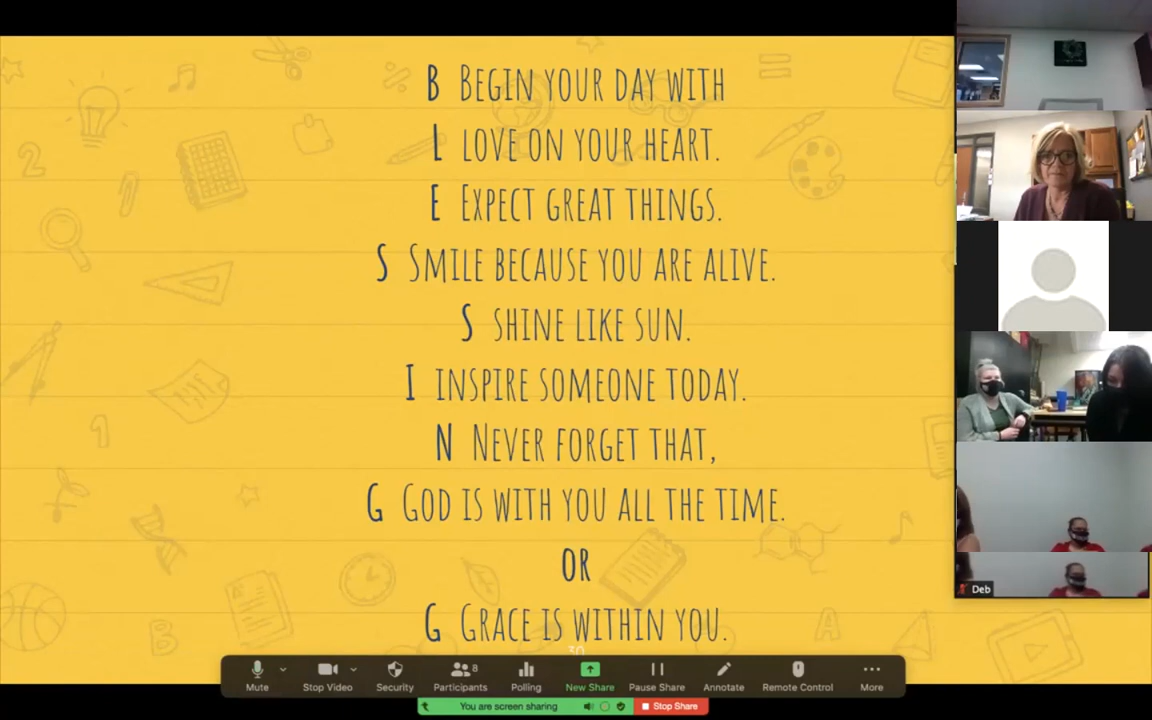 B BEGIN YOUR DAY WITH
L LOVE ON YOUR HEART.
E EXPECT GREAT THINGS.
S SMILE BECAUSE YOU ARE ALIVE.
S SHINE LIKE SUN.
I INSPIRE SOMEONE TODAY.
N NEVER FORGET THAT,
G GOD IS WITH YOU ALL THE TIME.
OR
G GRACE IS WITHIN YOU.
30
Deb
8
Mute Stop Video Security Participants Polling New Share Pause Share Annotate Remote Control More
You are screen sharing Stop Share
2
1
B
A